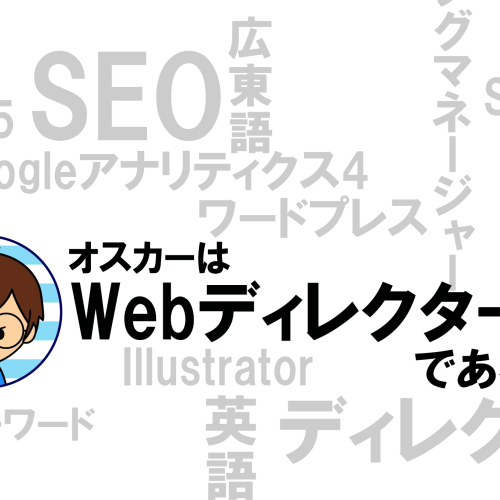 グマネージャー
広東語
SEO
5
S
ogleアナリティクス4
ワードプレス
オスカーは
Webディレクター
であ
Illustrator
ワード
英語
ディレク